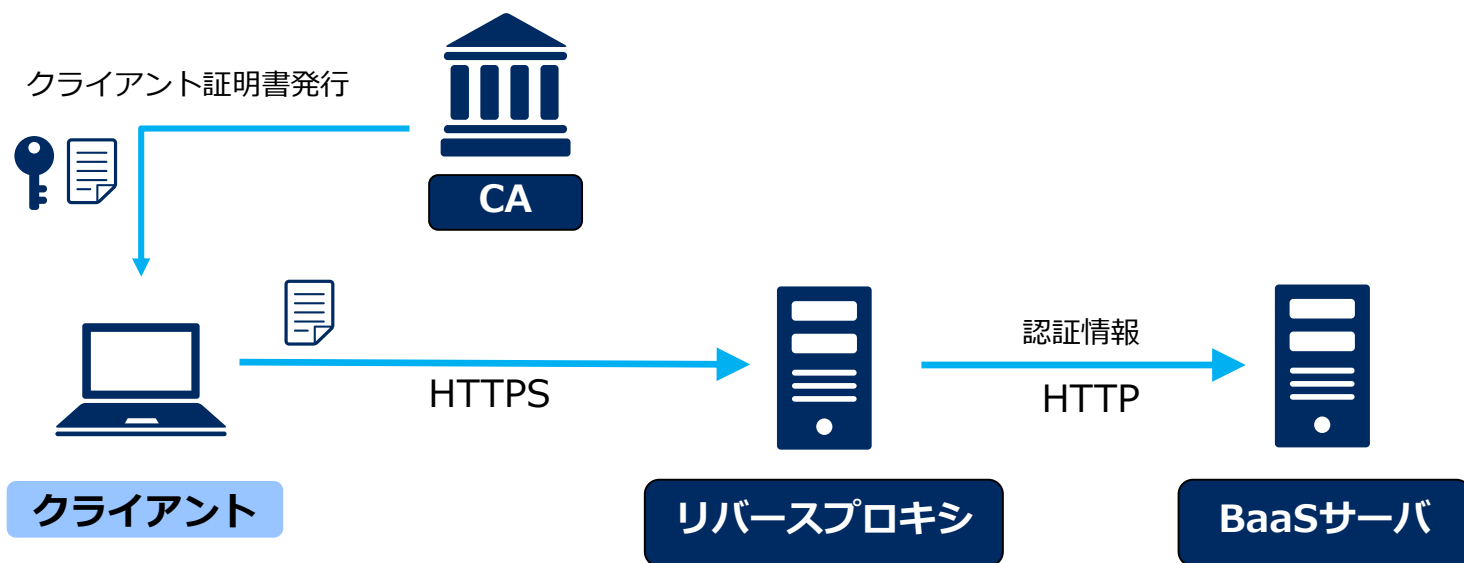 クライアント証明書発行
CA
HTTPS
認証情報
HTTP
クライアント
リバースプロキシ
BaaSサーバ